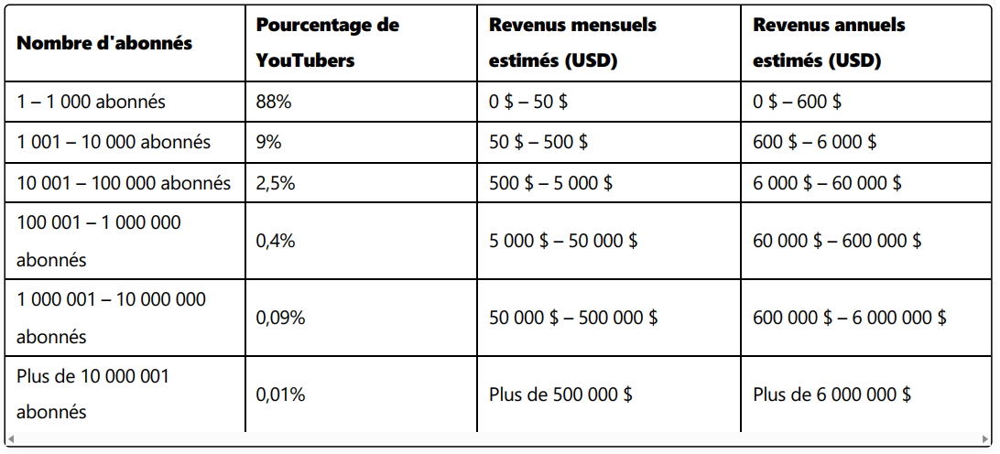 Nombre d'abonnés
Pourcentage de
YouTubers
Revenus mensuels
estimés (USD)
Revenus annuels
estimés (USD)
1 – 1 000 abonnés
88%
0 $ – 50 $
0 $ – 600 $
1 001 – 10 000 abonnés
9%
50 $ – 500 $
600 $ – 6 000 $
10 001 – 100 000 abonnés
2,5%
500 $ – 5 000 $
6 000 $ – 60 000 $
100 001 – 1 000 000
abonnés
0,4%
5 000 $ – 50 000 $
60 000 $ – 600 000 $
1 000 001 – 10 000 000
abonnés
0,09%
50 000 $ – 500 000 $
600 000 $ – 6 000 000 $
Plus de 10 000 001
abonnés
0,01%
Plus de 500 000 $
Plus de 6 000 000 $